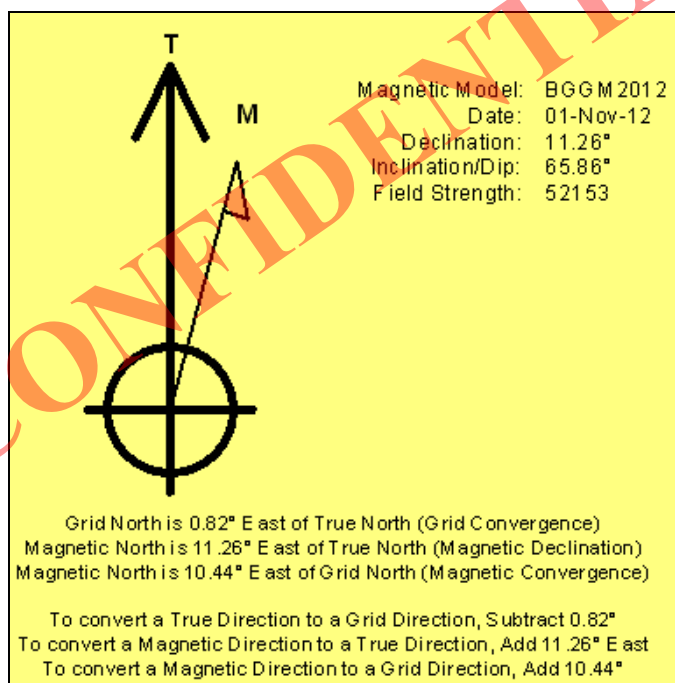 T
M
Magnetic Model: BGGM2012
Date: 01-Nov-12
Declination: 11.26°
Inclination/Dip: 65.86°
Field Strength: 52153
CONFIDENTI
Grid North is 0.82° East of True North (Grid Convergence)
Magnetic North is 11.26° East of True North (Magnetic Declination)
Magnetic North is 10.44° East of Grid North (Magnetic Convergence)
To convert a True Direction to a Grid Direction, Subtract 0.82°
To convert a Magnetic Direction to a True Direction, Add 11.26° East
To convert a Magnetic Direction to a Grid Direction, Add 10.44°